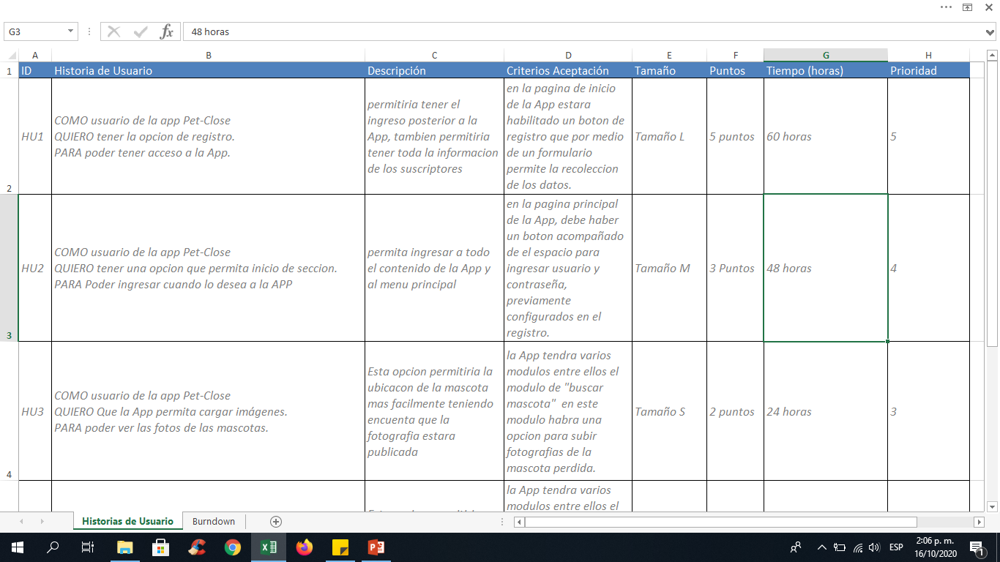 G3
fx
48 horas
A B C D E F G H
1 ID Historia de Usuario Descripción Criterios Aceptación Tamaño Puntos Tiempo (horas) Prioridad
HU1
COMO usuario de la app Pet-Close
QUIERO tener la opcion de registro.
PARA poder tener acceso a la App.
permitiria tener el
ingreso posterior a la
App, tambien permitiria
tener toda la informacion
de los suscriptores
en la pagina de inicio
de la App estara
habilitado un boton de
registro que por medio
de un formulario
permite la recoleccion
de los datos.
Tamaño L
5 puntos
60 horas
5
2
HU2
COMO usuario de la app Pet-Close
QUIERO tener una opcion que permita inicio de seccion.
PARA Poder ingresar cuando lo desea a la APP
permita ingresar a todo
el contenido de la App y
al menu principal
en la pagina principal
de la App, debe haber
un boton acompañado
de el espacio para
ingresar usuario y
contraseña,
previamente
configurados en el
registro.
Tamaño M
3 Puntos
48 horas
4
3
HU3
COMO usuario de la app Pet-Close
QUIERO Que la App permita cargar imágenes.
PARA poder ver las fotos de las mascotas.
Esta opcion permitiria la
ubicacon de la mascota
mas facilmente teniendo
encuenta que la
fotografia estara
publicada
la App tendra varios
modulos entre ellos el
modulo de "buscar
mascota"  en este
modulo habra una
opcion para subir
fotografias de la
mascota perdida.
Tamaño S
2 puntos
24 horas
3
4
la App tendra varios
modulos entre ellos el
Historias de Usuario
Burndown
ESP
2:06 p. m.
16/10/2020
1